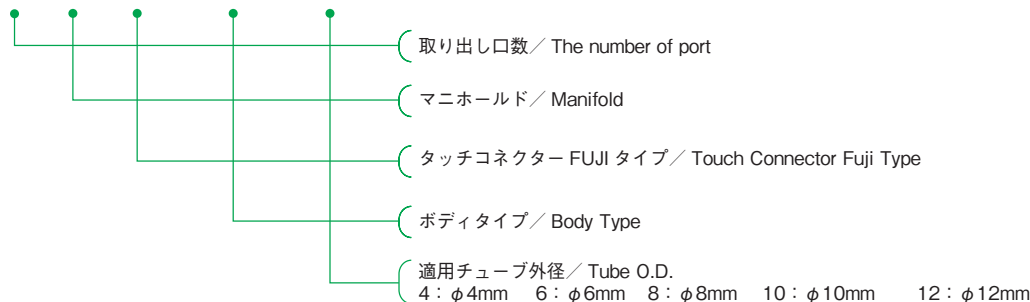 取り出し口数／ The number of port
マニホールド／ Manifold
タッチコネクター FUJI タイプ／ Touch Connector Fuji Type
ボディタイプ／ Body Type
適用チューブ外径／ Tube O.D.
4：φ4mm 6：φ6mm 8：φ8mm 10：φ10mm 12：φ12mm